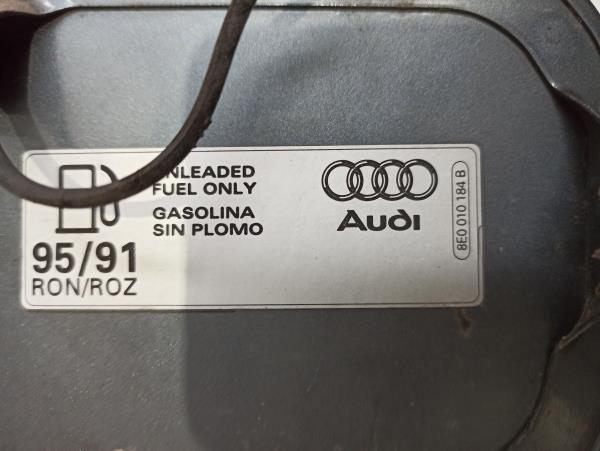 UNLEADED
FUEL ONLY
GASOLINA
SIN PLOMO
95/91
RON/ROZ
Audi
8E0 010 184 B